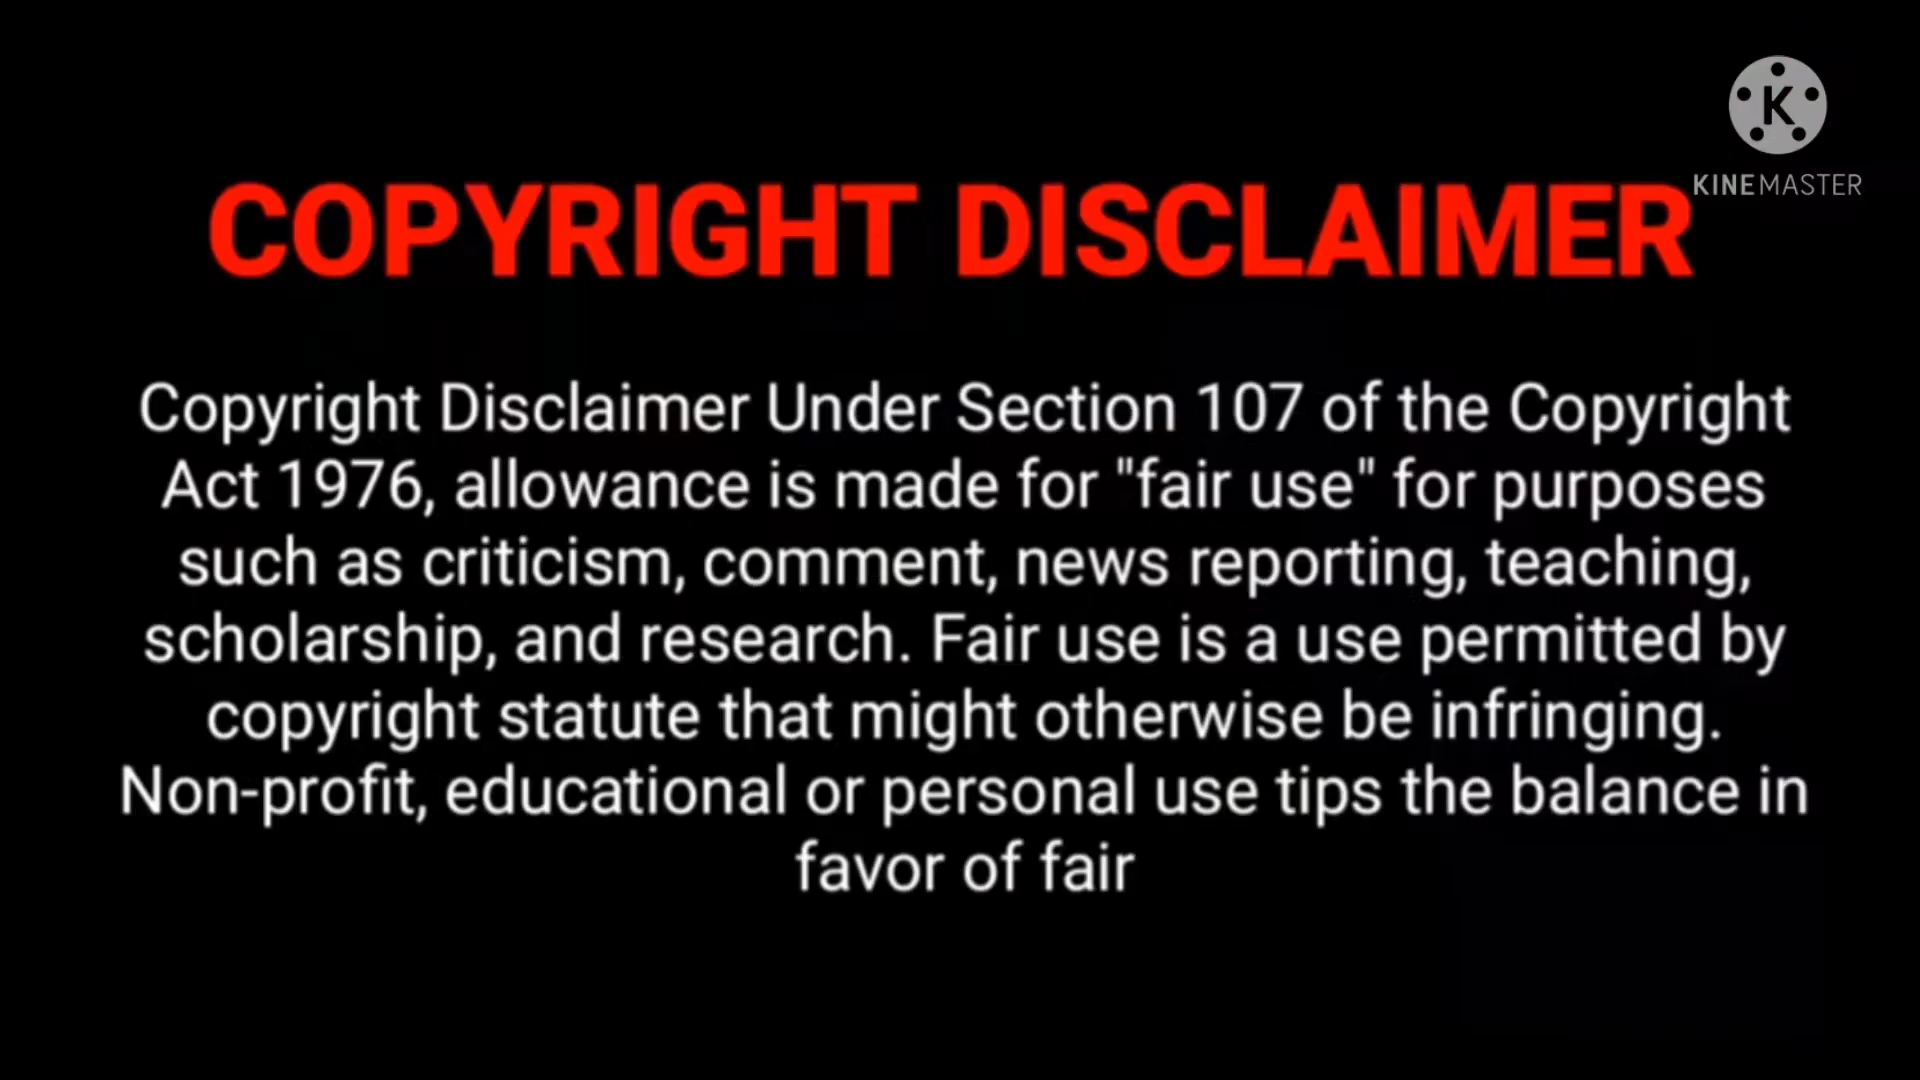 K
KINEMASTER
COPYRIGHT DISCLAIMER
Copyright Disclaimer Under Section 107 of the Copyright
Act 1976, allowance is made for "fair use" for purposes
such as criticism, comment, news reporting, teaching,
scholarship, and research. Fair use is a use permitted by
copyright statute that might otherwise be infringing.
Non-profit, educational or personal use tips the balance in
favor of fair